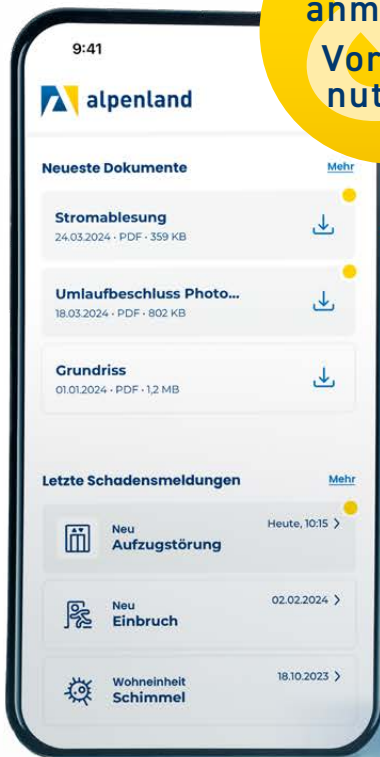 anm
Vor
nut
9:41
alpenland
Neueste Dokumente
Mehr
Stromablesung
24.03.2024 · PDF · 359 KB
Umlaufbeschluss Photo...
18.03.2024 · PDF · 802 KB
Grundriss
01.01.2024 · PDF · 1,2 MB
Letzte Schadensmeldungen
Mehr
Neu
Heute, 10:15
Aufzugstörung
Neu
02.02.2024
Einbruch
Wohneinheit
18.10.2023
Schimmel